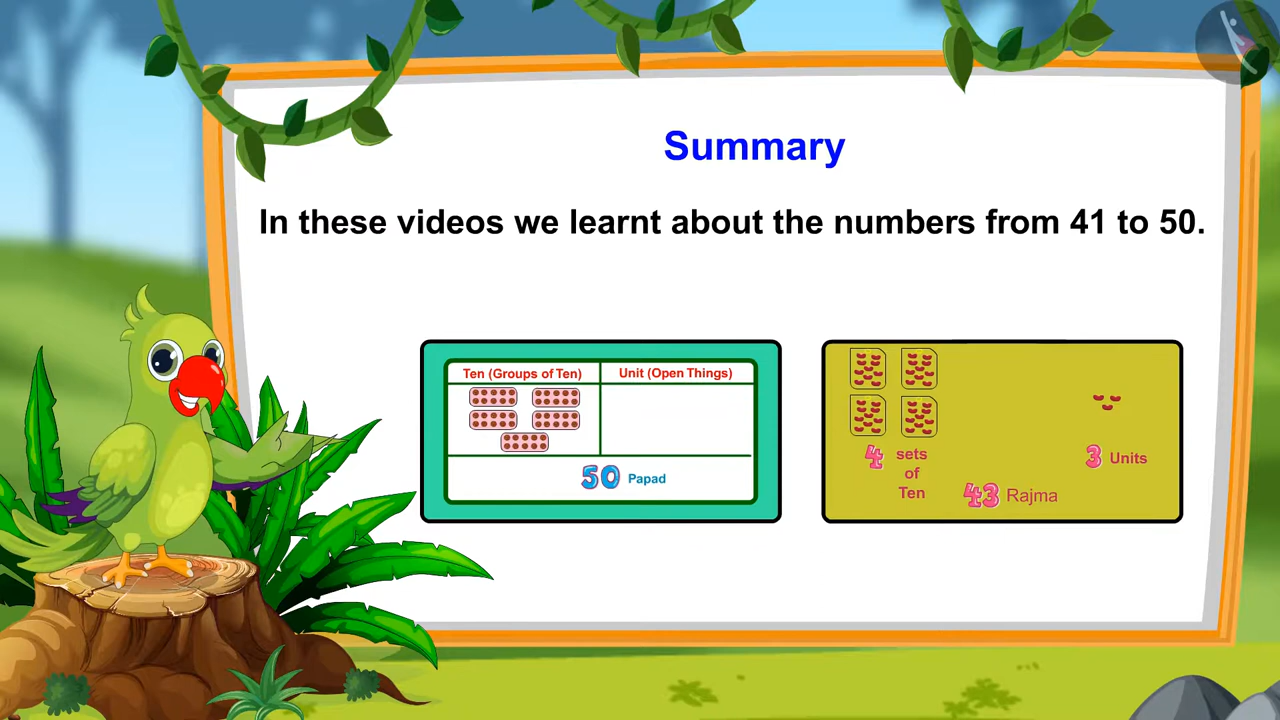 Summary
In these videos we learnt about the numbers from 41 to 50.
Ten (Groups of Ten) Unit (Open Things)
50 Papad
4 sets of Ten
3 Units
43 Rajma